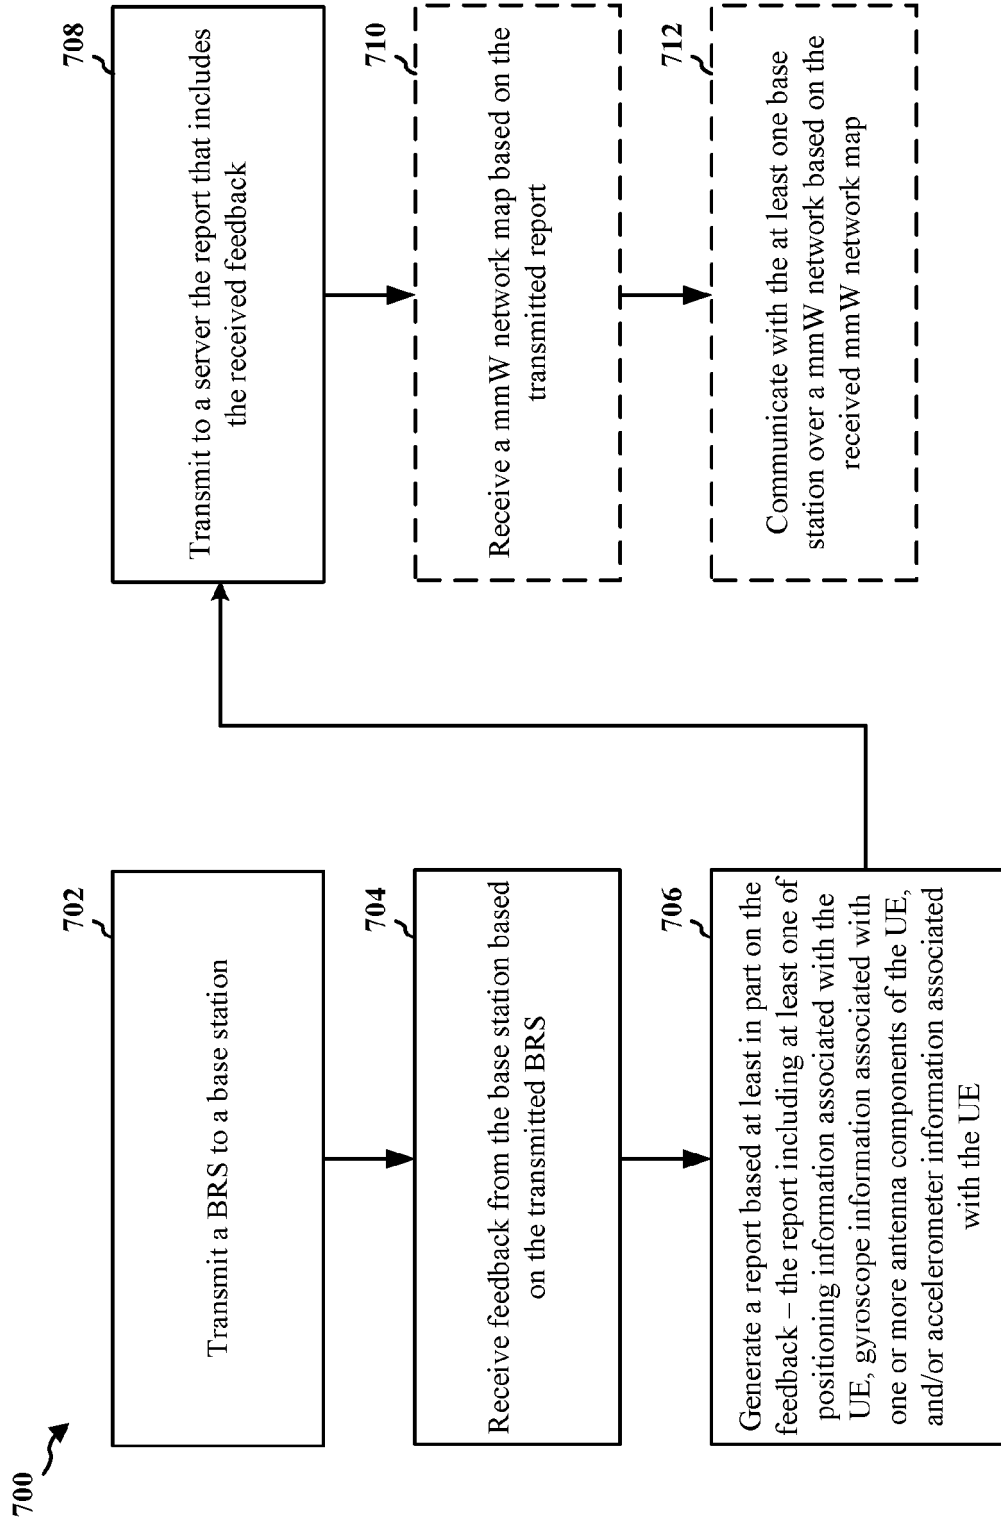 700
702
Transmit a BRS to a base station
704
Receive feedback from the base station based
on the transmitted BRS
706
Generate a report based at least in part on the
feedback – the report including at least one of
positioning information associated with the
UE, gyroscope information associated with
one or more antenna components of the UE,
and/or accelerometer information associated
with the UE
708
Transmit to a server the report that includes
the received feedback
710
Receive a mmW network map based on the
transmitted report
712
Communicate with the at least one base
station over a mmW network based on the
received mmW network map